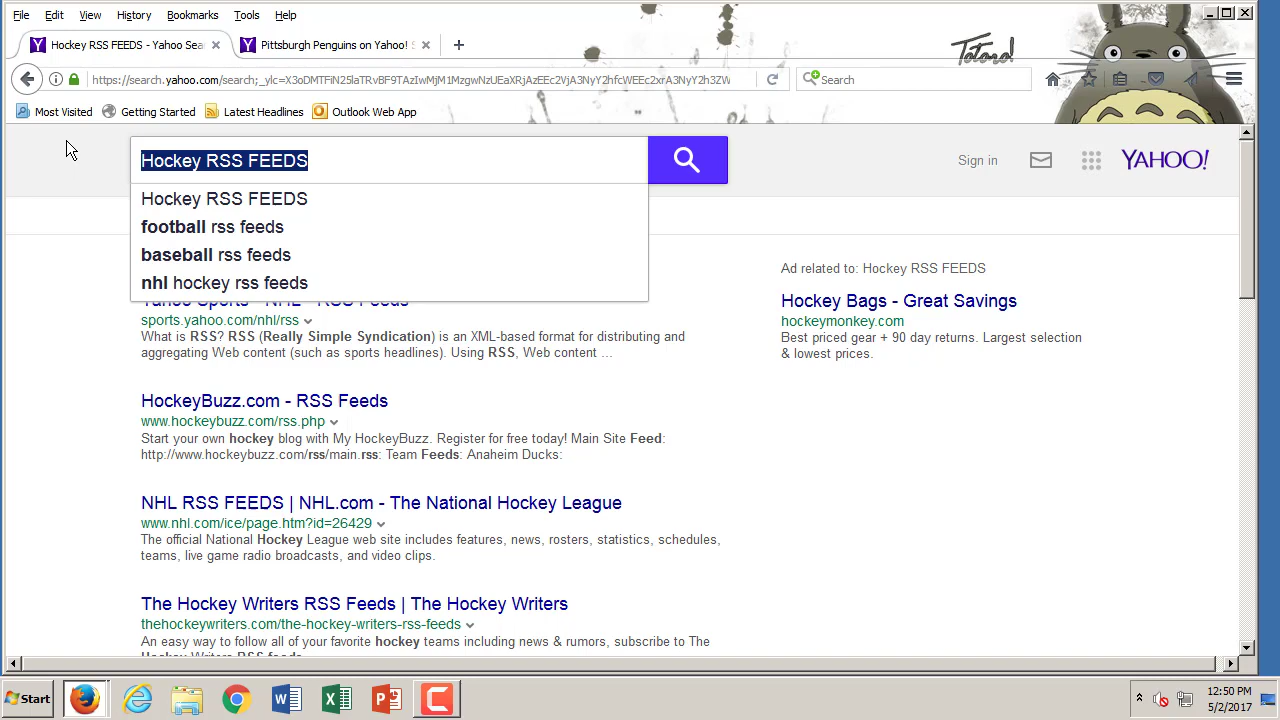 File Edit View History Bookmarks Tools Help
Hockey RSS FEEDS - Yahoo Sea
Pittsburgh Penguins on Yahoo! S
Totoro!
Search
Most Visited Getting Started Latest Headlines Outlook Web App
Hockey RSS FEEDS
Sign in
YAHOO!
Hockey RSS FEEDS
football rss feeds
baseball rss feeds
nhl hockey rss feeds
Yahoo Sports - NHL - RSS Feeds
sports.yahoo.com/nhl/rss
What is RSS? RSS (Really Simple Syndication) is an XML-based format for distributing and
aggregating Web content (such as sports headlines). Using RSS, Web content ...
Ad related to: Hockey RSS FEEDS
Hockey Bags - Great Savings
hockeymonkey.com
Best priced gear + 90 day returns. Largest selection
& lowest prices.
HockeyBuzz.com - RSS Feeds
www.hockeybuzz.com/rss.php
Start your own hockey blog with My HockeyBuzz. Register for free today! Main Site Feed:
http://www.hockeybuzz.com/rss/main.rss: Team Feeds: Anaheim Ducks:
NHL RSS FEEDS | NHL.com - The National Hockey League
www.nhl.com/ice/page.htm?id=26429
The official National Hockey League web site includes features, news, rosters, statistics, schedules,
teams, live game radio broadcasts, and video clips.
The Hockey Writers RSS Feeds | The Hockey Writers
thehockeywriters.com/the-hockey-writers-rss-feeds
An easy way to follow all of your favorite hockey teams including news & rumors, subscribe to The
Hockey Writers RSS feeds
Start
12:50 PM
5/2/2017